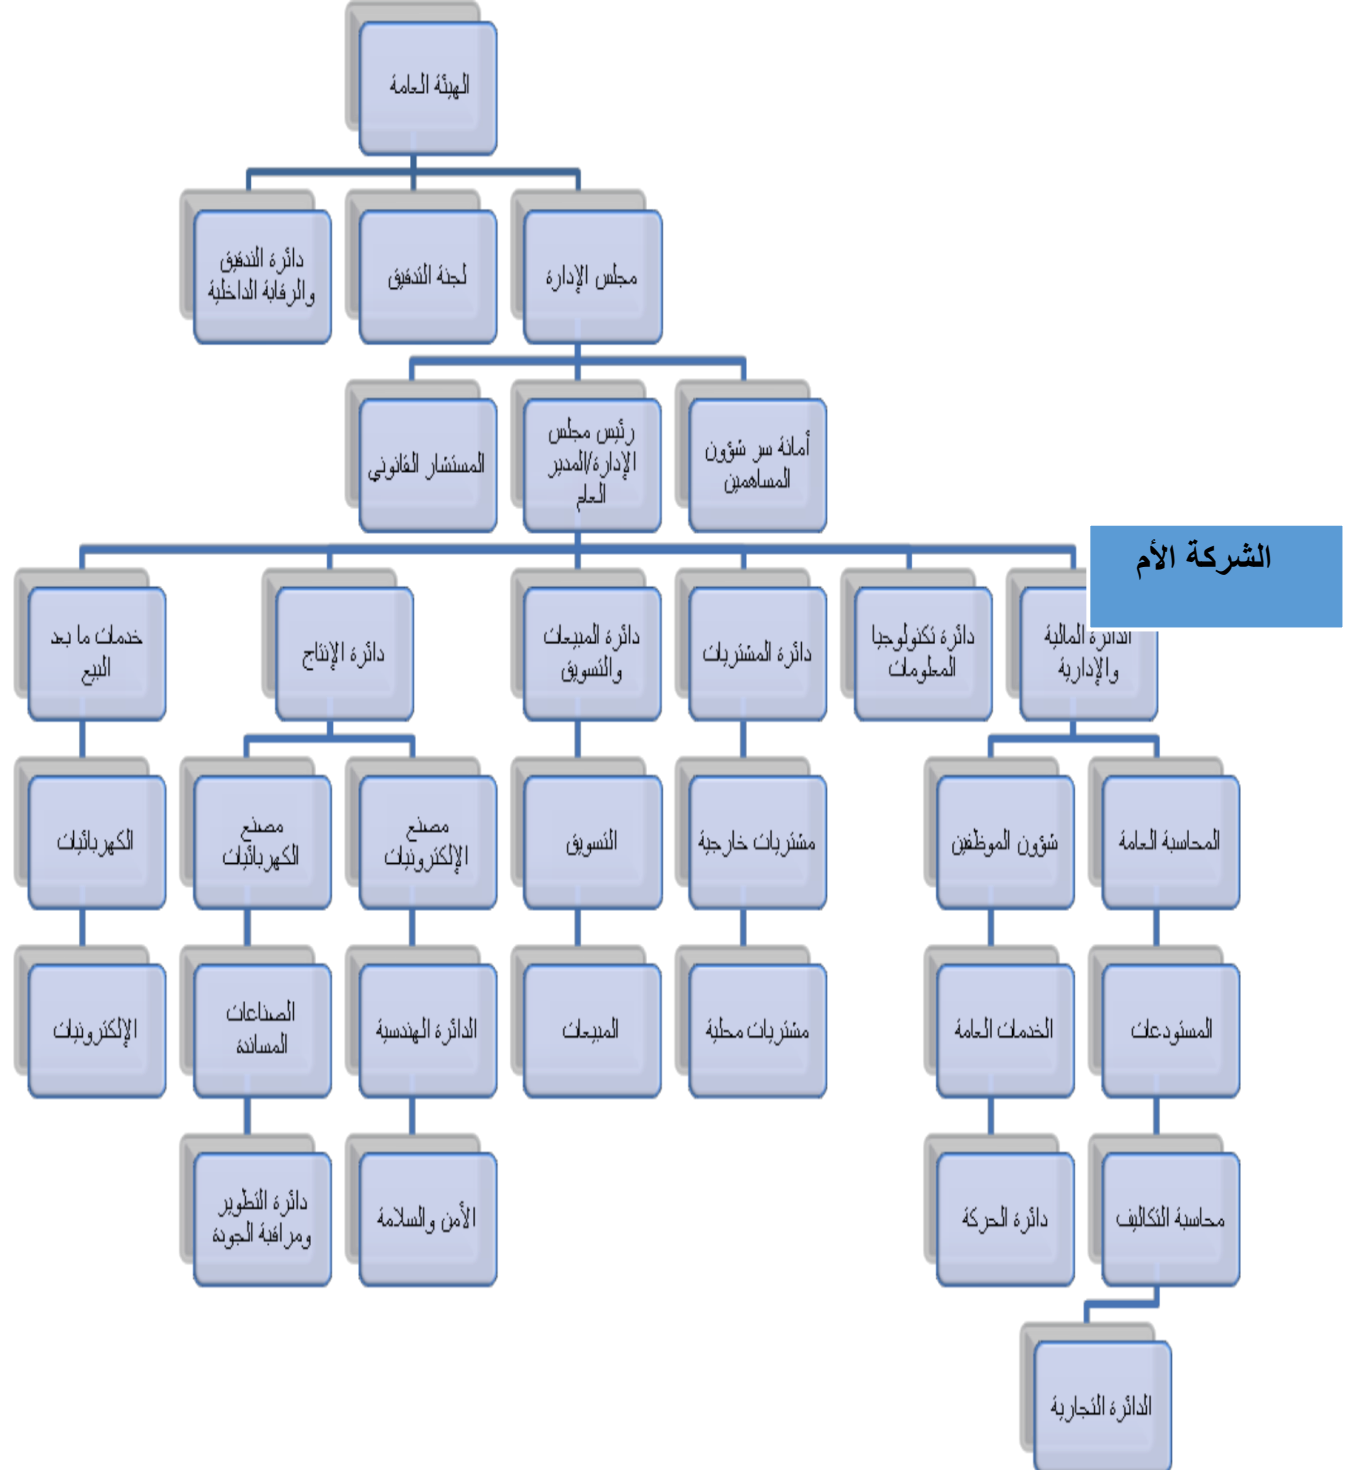 الهيئة العامة
مجلس الإدارة
لجنة التدقيق
دائرة التدقيق
والرقابة الداخلية
أمانة سر شؤون
المساهمين
رئيس مجلس
الإدارة/المدير
العام
المستشار القانوني
الشركة الأم
الدائرة المالية
والإدارية
دائرة تكنولوجيا
المعلومات
دائرة المشتريات
دائرة المبيعات
والتسويق
دائرة الإنتاج
خدمات ما بعد
البيع
المحاسبة العامة
شؤون الموظفين
مشتريات خارجية
التسويق
مصنع
الإلكترونيات
مصنع
الكهربائيات
الكهربائيات
المستودعات
الخدمات العامة
مشتريات محلية
المبيعات
الدائرة الهندسية
الصناعات
المساندة
الإلكترونيات
محاسبة التكاليف
دائرة الحركة
الأمن والسلامة
دائرة التطوير
ومراقبة الجودة
الدائرة التجارية